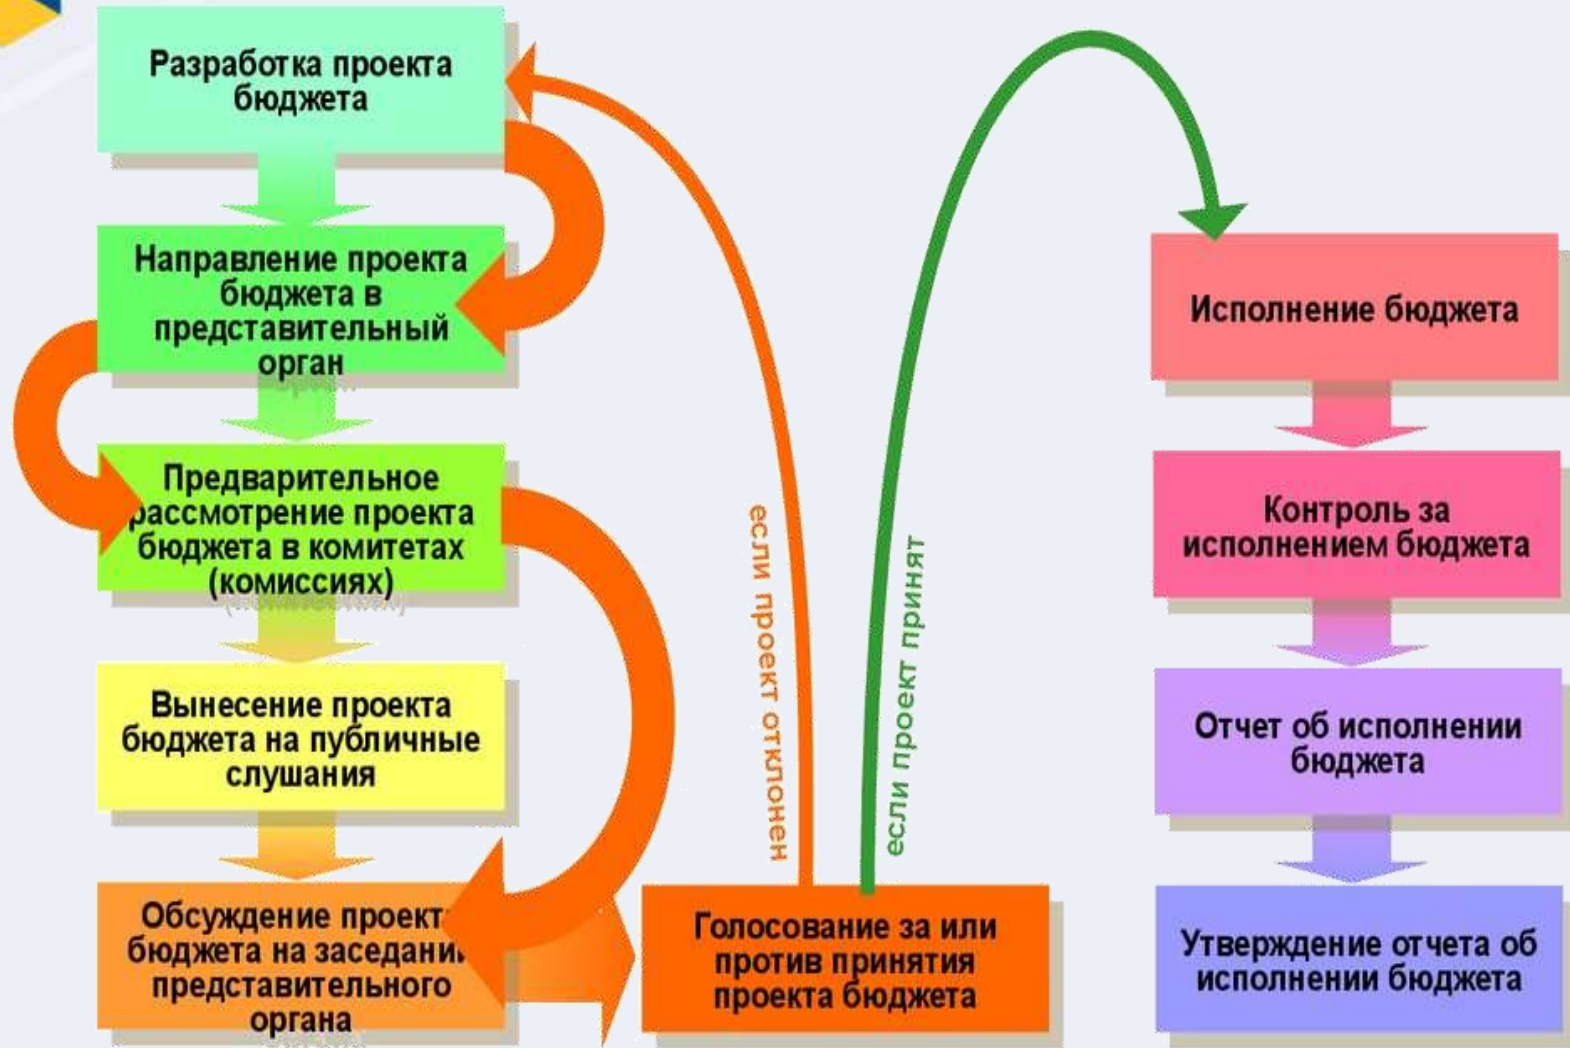 Разработка проекта
бюджета
Направление проекта
бюджета в
представительный
орган
Предварительное
рассмотрение проекта
бюджета в комитетах
(комиссиях)
Вынесение проекта
бюджета на публичные
слушания
Обсуждение проекта
бюджета на заседании
представительного
органа
если проект отклонен
если проект принят
Голосование за или
против принятия
проекта бюджета
Исполнение бюджета
Контроль за
исполнением бюджета
Отчет об исполнении
бюджета
Утверждение отчета об
исполнении бюджета